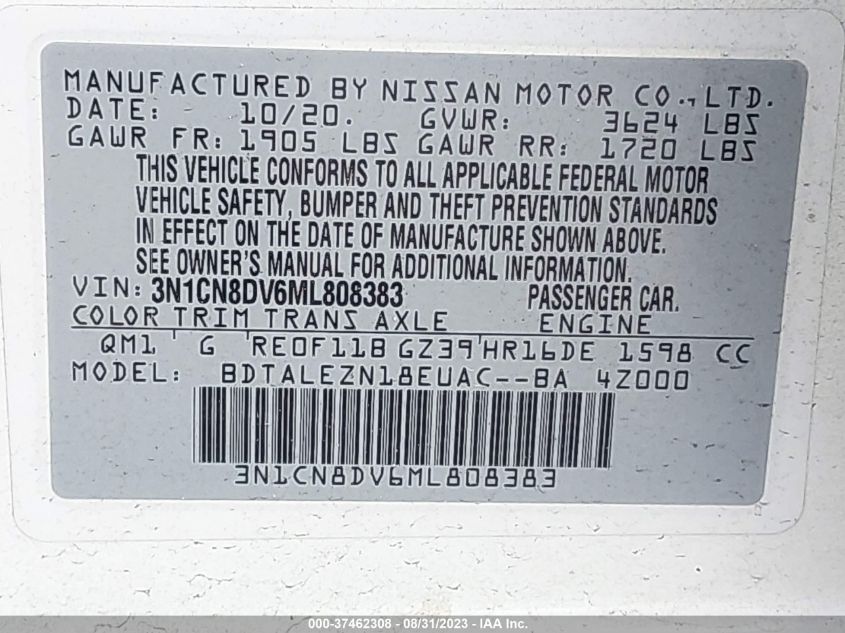 MANUFACTURED BY NISSAN MOTOR CO., LTD.
DATE: 10/20. GVWR: 3624 LBS
GAWR FR: 1905 LBS GAWR RR: 1720 LBS
THIS VEHICLE CONFORMS TO ALL APPLICABLE FEDERAL MOTOR
VEHICLE SAFETY, BUMPER AND THEFT PREVENTION STANDARDS
IN EFFECT ON THE DATE OF MANUFACTURE SHOWN ABOVE.
SEE OWNER'S MANUAL FOR ADDITIONAL INFORMATION.
VIN: 3N1CN8DV6ML808383 PASSENGER CAR.
COLOR TRIM TRANS AXLE ENGINE
QM1 G RE0F11B GZ39 HR16DE 1598 CC
MODEL: BDTALEZN18EUAC--BA 4Z000
3N1CN8DV6ML808383
000-37462308 - 08/31/2023 - IAA Inc.